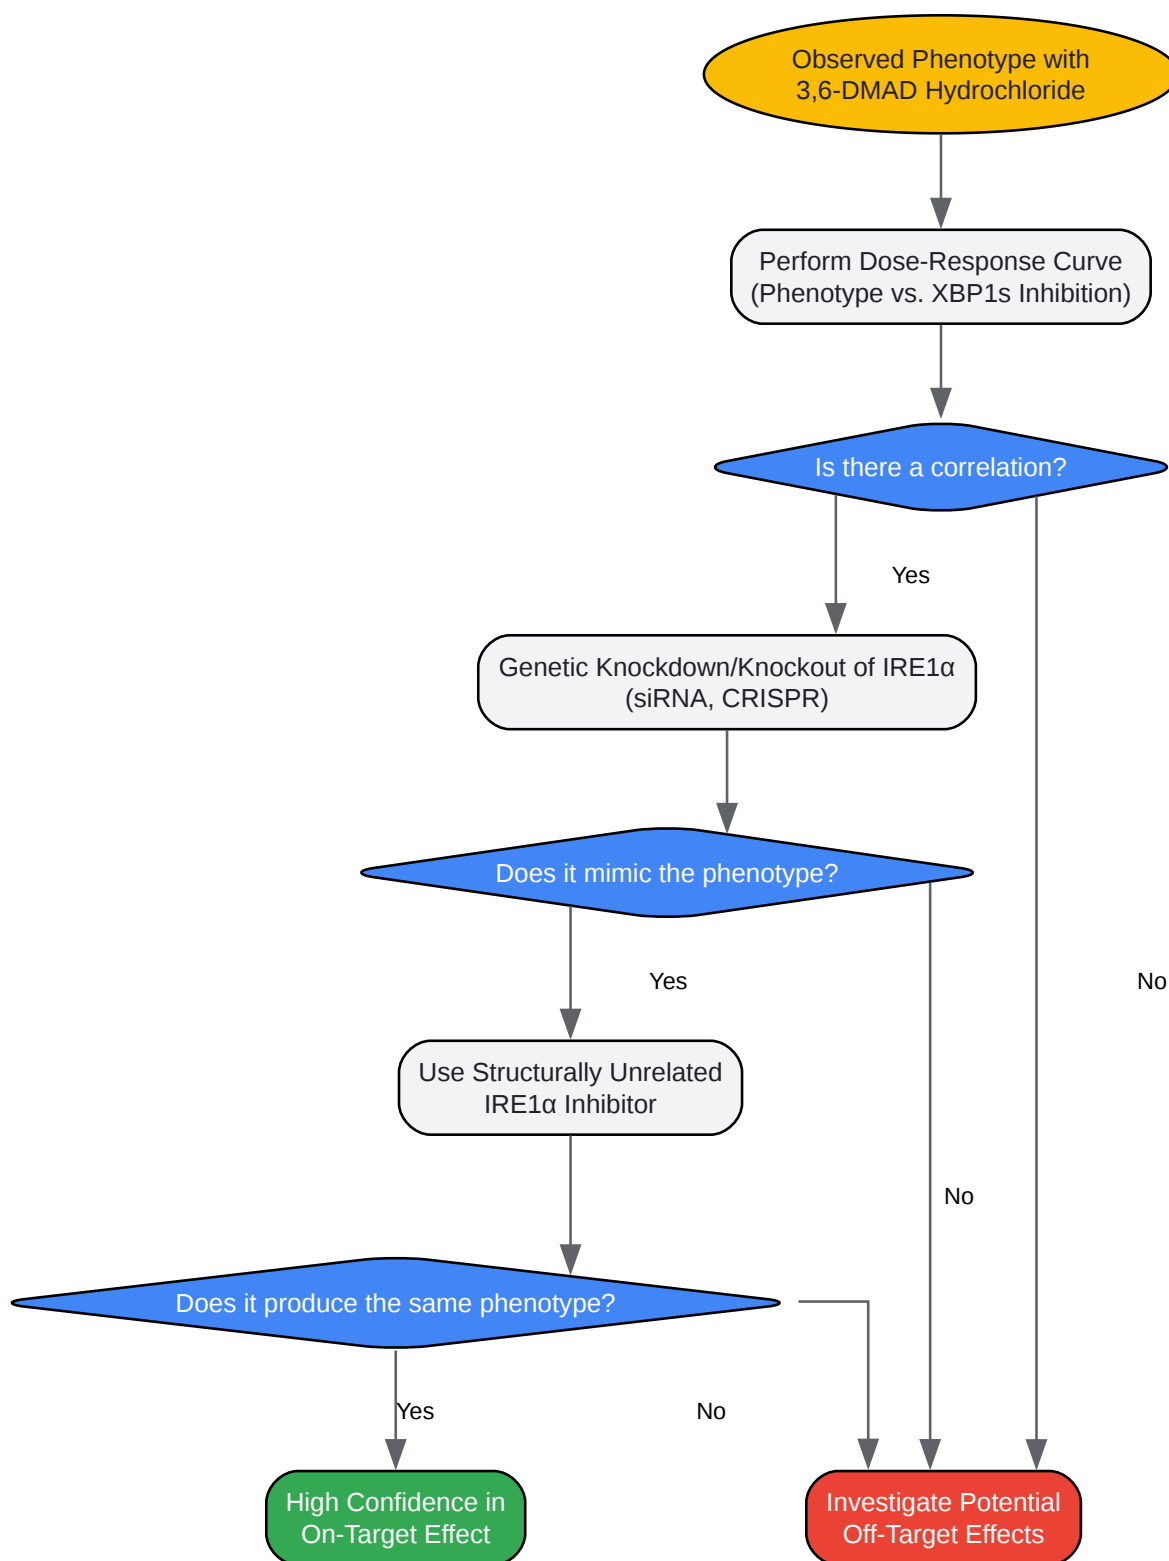 Observed Phenotype with
3,6-DMAD Hydrochloride
Perform Dose-Response Curve
(Phenotype vs. XBP1s Inhibition)
Is there a correlation?
Yes
Genetic Knockdown/Knockout of IRE1α
(siRNA, CRISPR)
Does it mimic the phenotype?
Yes
No
Use Structurally Unrelated
IRE1α Inhibitor
No
Does it produce the same phenotype?
Yes
No
High Confidence in
On-Target Effect
Investigate Potential
Off-Target Effects